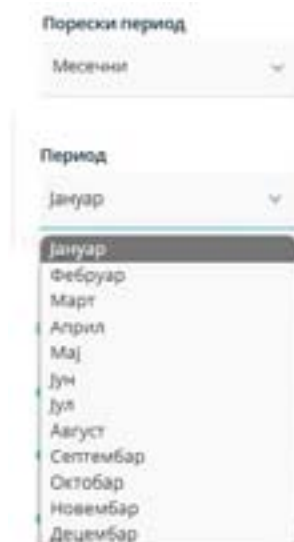 Порески период
Месечни
Период
Јануар
Јануар
Фебруар
Март
Април
Мај
Јун
Јул
Август
Септембар
Октобар
Новембар
Децембар